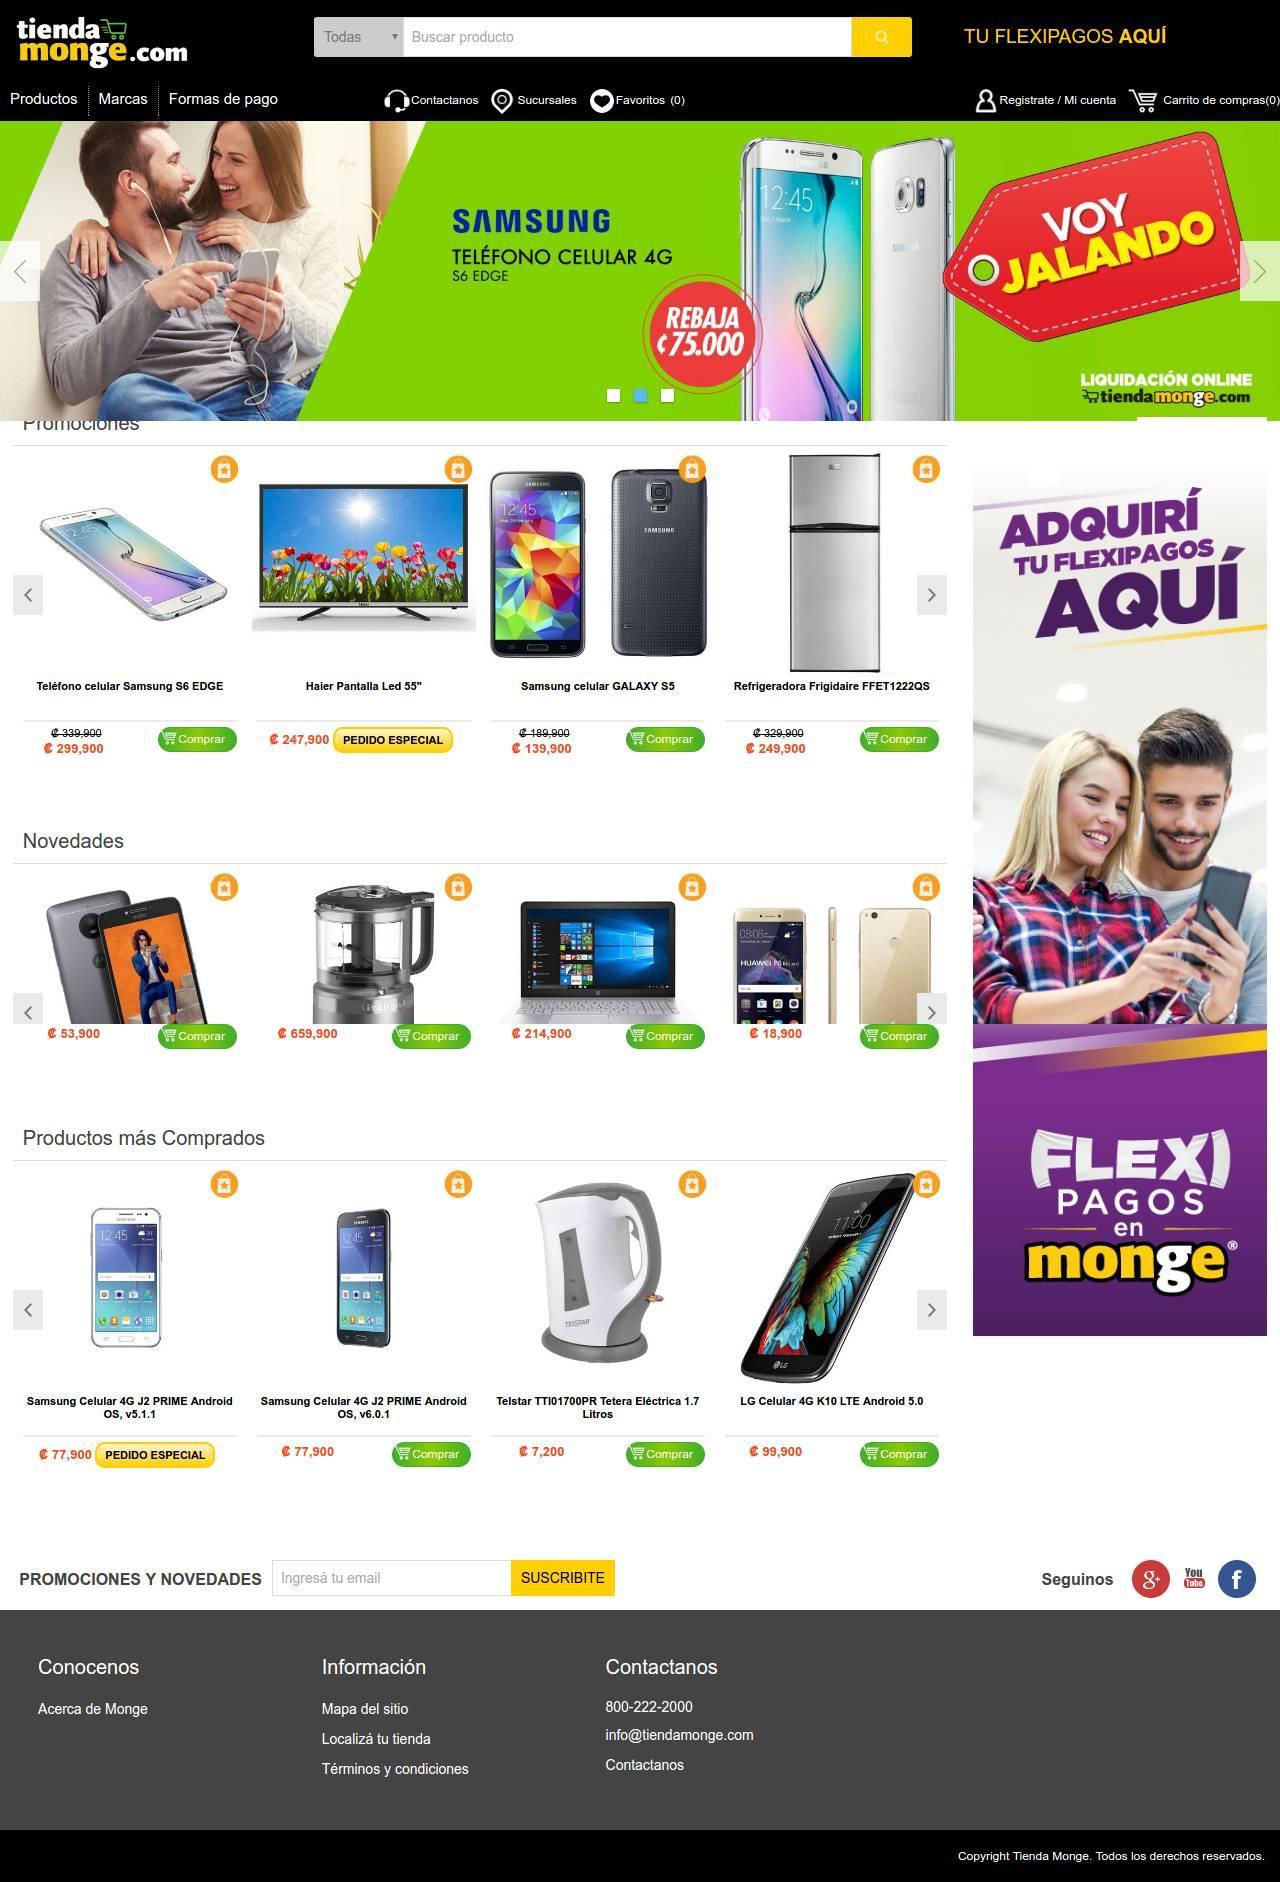 tienda
monge.com
Todas
Buscar producto
TU FLEXIPAGOS AQUÍ
Productos
Marcas
Formas de pago
Contactanos
Sucursales
Favoritos (0)
Registrate / Mi cuenta
Carrito de compras(0)
SAMSUNG
TELÉFONO CELULAR 4G
S6 EDGE
REBAJA
¢75.000
12:45
VOY
JALANDO
LIQUIDACIÓN ONLINE
tiendamonge.com
Promociones
Teléfono celular Samsung S6 EDGE
Haier Pantalla Led 55"
Samsung celular GALAXY S5
Refrigeradora Frigidaire FFET1222QS
₡ 339,900
₡ 299,900
Comprar
₡ 247,900
PEDIDO ESPECIAL
₡ 189,900
₡ 139,900
Comprar
₡ 329,900
₡ 249,900
Comprar
ADQUIRÍ
TU FLEXIPAGOS
AQUÍ
Novedades
₡ 53,900
Comprar
₡ 659,900
Comprar
₡ 214,900
Comprar
₡ 18,900
Comprar
FLEXI
PAGOS
en
monge®
Productos más Comprados
Samsung Celular 4G J2 PRIME Android
OS, v5.1.1
Samsung Celular 4G J2 PRIME Android
OS, v6.0.1
Telstar TTI01700PR Tetera Eléctrica 1.7
Litros
LG Celular 4G K10 LTE Android 5.0
₡ 77,900
PEDIDO ESPECIAL
₡ 77,900
Comprar
₡ 7,200
Comprar
₡ 99,900
Comprar
PROMOCIONES Y NOVEDADES
Ingresá tu email
SUSCRIBITE
Seguinos
g+
You
Tube
f
Conocenos
Acerca de Monge
Información
Mapa del sitio
Localizá tu tienda
Términos y condiciones
Contactanos
800-222-2000
info@tiendamonge.com
Contactanos
Copyright Tienda Monge. Todos los derechos reservados.